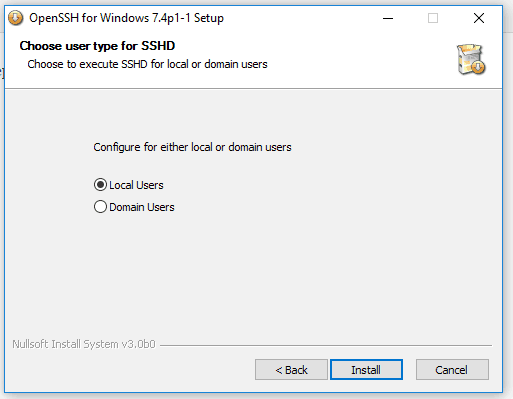 OpenSSH for Windows 7.4p1-1 Setup
Choose user type for SSHD
Choose to execute SSHD for local or domain users
Configure for either local or domain users
Local Users
Domain Users
Nullsoft Install System v3.0b0
< Back
Install
Cancel